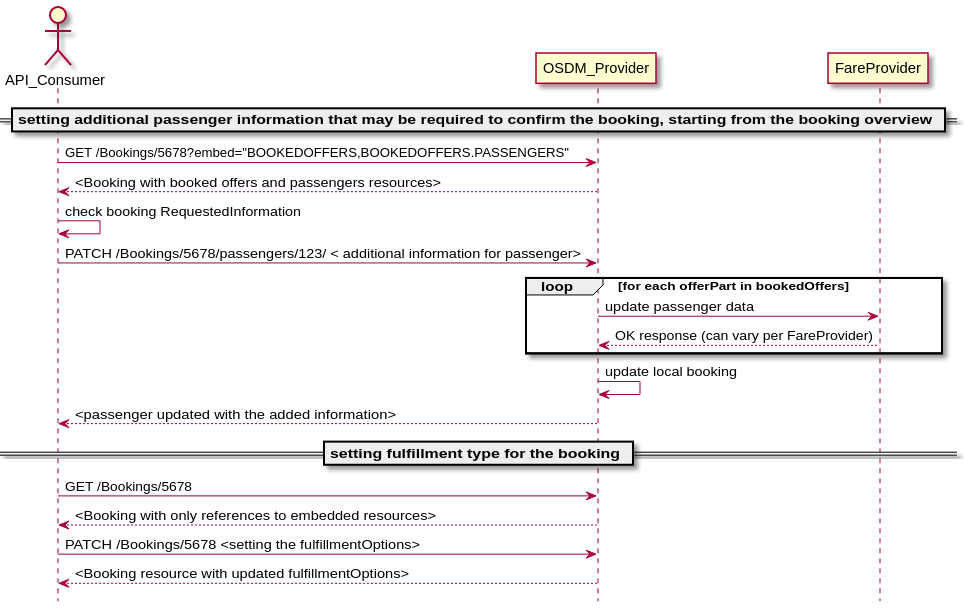 API_Consumer
OSDM_Provider
FareProvider
setting additional passenger information that may be required to confirm the booking, starting from the booking overview
GET /Bookings/5678?embed="BOOKEDOFFERS,BOOKEDOFFERS.PASSENGERS"
<Booking with booked offers and passengers resources>
check booking RequestedInformation
PATCH /Bookings/5678/passengers/123/ < additional information for passenger>
loop
[for each offerPart in bookedOffers]
update passenger data
OK response (can vary per FareProvider)
update local booking
<passenger updated with the added information>
setting fulfillment type for the booking
GET /Bookings/5678
<Booking with only references to embedded resources>
PATCH /Bookings/5678 <setting the fulfillmentOptions>
<Booking resource with updated fulfillmentOptions>